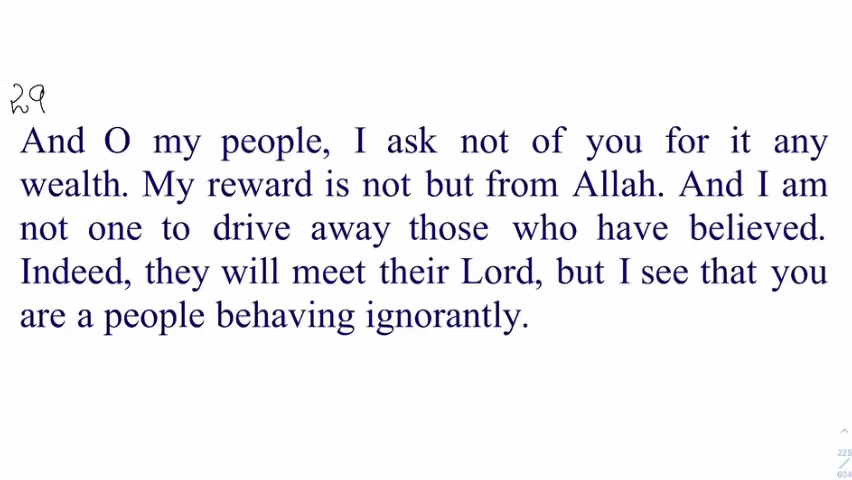 29
And O my people, I ask not of you for it any
wealth. My reward is not but from Allah. And I am
not one to drive away those who have believed.
Indeed, they will meet their Lord, but I see that you
are a people behaving ignorantly.
225
/
604